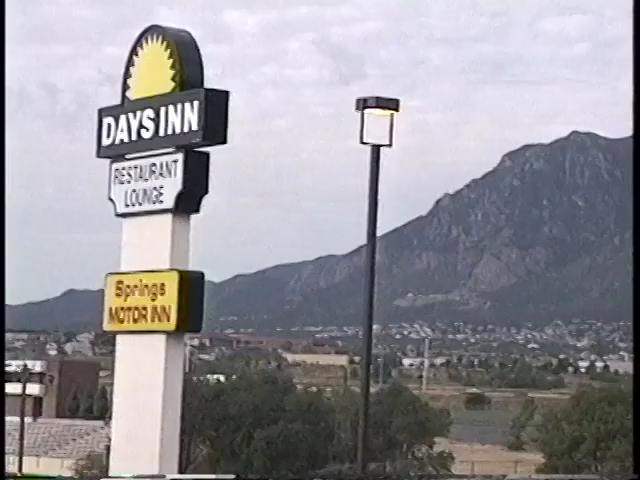 DAYS INN
RESTAURANT
LOUNGE
Springs
MOTOR INN